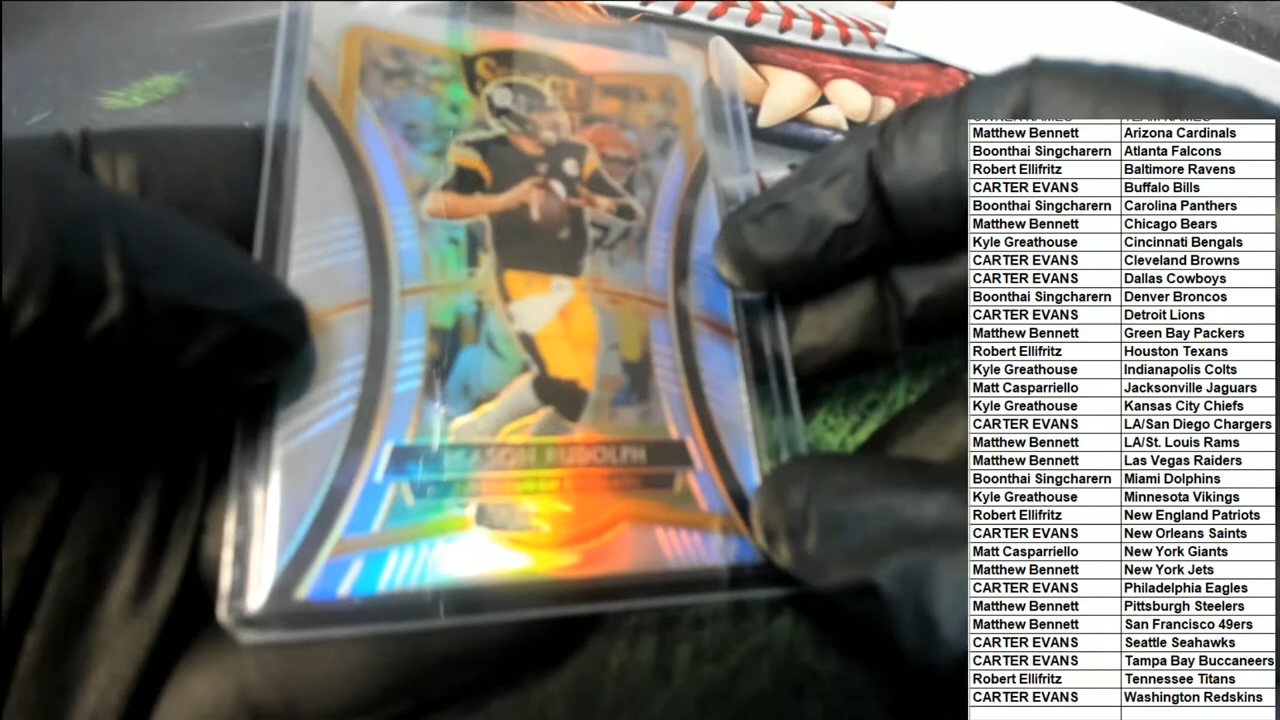 MASON RUDOLPH
OWNER NAMES TEAM NAMES
Matthew Bennett Arizona Cardinals
Boonthai Singcharern Atlanta Falcons
Robert Ellifritz Baltimore Ravens
CARTER EVANS Buffalo Bills
Boonthai Singcharern Carolina Panthers
Matthew Bennett Chicago Bears
Kyle Greathouse Cincinnati Bengals
CARTER EVANS Cleveland Browns
CARTER EVANS Dallas Cowboys
Boonthai Singcharern Denver Broncos
CARTER EVANS Detroit Lions
Matthew Bennett Green Bay Packers
Robert Ellifritz Houston Texans
Kyle Greathouse Indianapolis Colts
Matt Casparriello Jacksonville Jaguars
Kyle Greathouse Kansas City Chiefs
CARTER EVANS LA/San Diego Chargers
Matthew Bennett LA/St. Louis Rams
Matthew Bennett Las Vegas Raiders
Boonthai Singcharern Miami Dolphins
Kyle Greathouse Minnesota Vikings
Robert Ellifritz New England Patriots
CARTER EVANS New Orleans Saints
Matt Casparriello New York Giants
Matthew Bennett New York Jets
CARTER EVANS Philadelphia Eagles
Matthew Bennett Pittsburgh Steelers
Matthew Bennett San Francisco 49ers
CARTER EVANS Seattle Seahawks
CARTER EVANS Tampa Bay Buccaneers
Robert Ellifritz Tennessee Titans
CARTER EVANS Washington Redskins